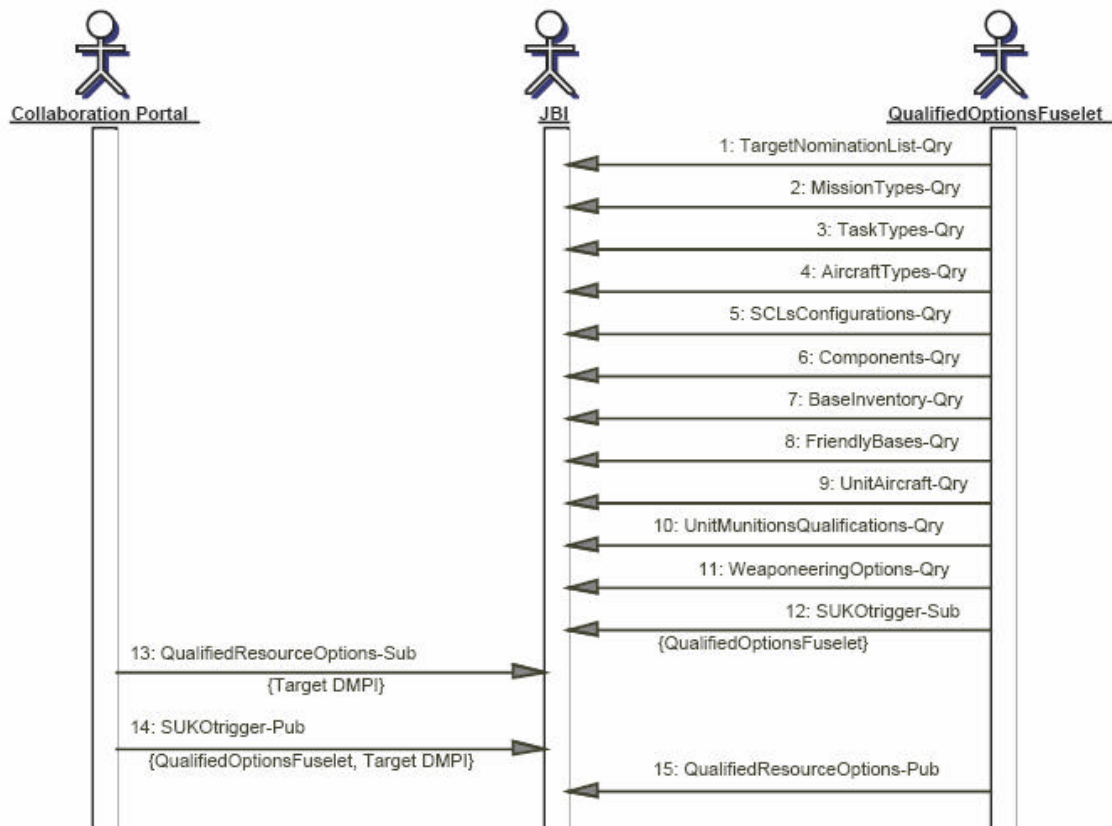 Collaboration Portal
JBI
QualifiedOptionsFuselet
1: TargetNominationList-Qry
2: MissionTypes-Qry
3: TaskTypes-Qry
4: AircraftTypes-Qry
5: SCLsConfigurations-Qry
6: Components-Qry
7: BaseInventory-Qry
8: FriendlyBases-Qry
9: UnitAircraft-Qry
10: UnitMunitionsQualifications-Qry
11: WeaponeeringOptions-Qry
12: SUKOtrigger-Sub
{QualifiedOptionsFuselet}
13: QualifiedResourceOptions-Sub
{Target DMPI}
14: SUKOtrigger-Pub
{QualifiedOptionsFuselet, Target DMPI}
15: QualifiedResourceOptions-Pub